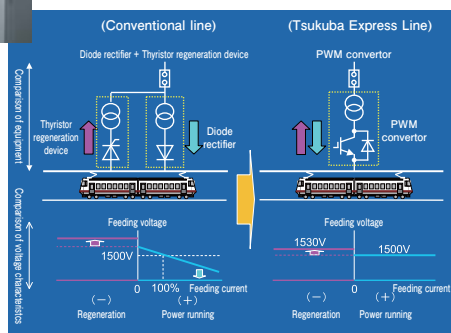 (Conventional line)
(Tsukuba Express Line)
Diode rectifier + Thyristor regeneration device
PWM convertor
Comparison of equipment
Thyristor
regeneration
device
Diode
rectifier
PWM
convertor
Comparison of
voltage characteristics
Feeding voltage
1500V
0
100%
Feeding current
(－)
(＋)
Regeneration
Power running
Feeding voltage
1530V
1500V
0
Feeding current
(－)
(＋)
Regeneration
Power running